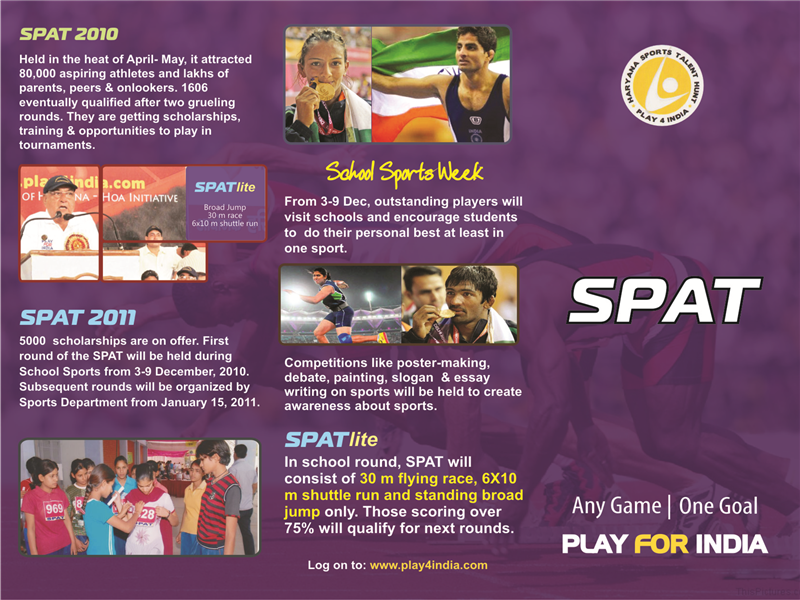 SPAT 2010
Held in the heat of April- May, it attracted
80,000 aspiring athletes and lakhs of
parents, peers & onlookers. 1606
eventually qualified after two grueling
rounds. They are getting scholarships,
training & opportunities to play in
tournaments.
.play4india.com
OF HARYANA - HOA INITIATIVE
SPATlite
Broad Jump
30 m race
6x10 m shuttle run
SPAT 2011
5000 scholarships are on offer. First
round of the SPAT will be held during
School Sports from 3-9 December, 2010.
Subsequent rounds will be organized by
Sports Department from January 15, 2011.
969
28
School Sports Week
From 3-9 Dec, outstanding players will
visit schools and encourage students
to do their personal best at least in
one sport.
Competitions like poster-making,
debate, painting, slogan & essay
writing on sports will be held to create
awareness about sports.
SPATlite
In school round, SPAT will
consist of 30 m flying race, 6X10
m shuttle run and standing broad
jump only. Those scoring over
75% will qualify for next rounds.
Log on to: www.play4india.com
HARYANA SPORTS TALENT HUNT
PLAY 4 INDIA
SPAT
Any Game | One Goal
PLAY FOR INDIA